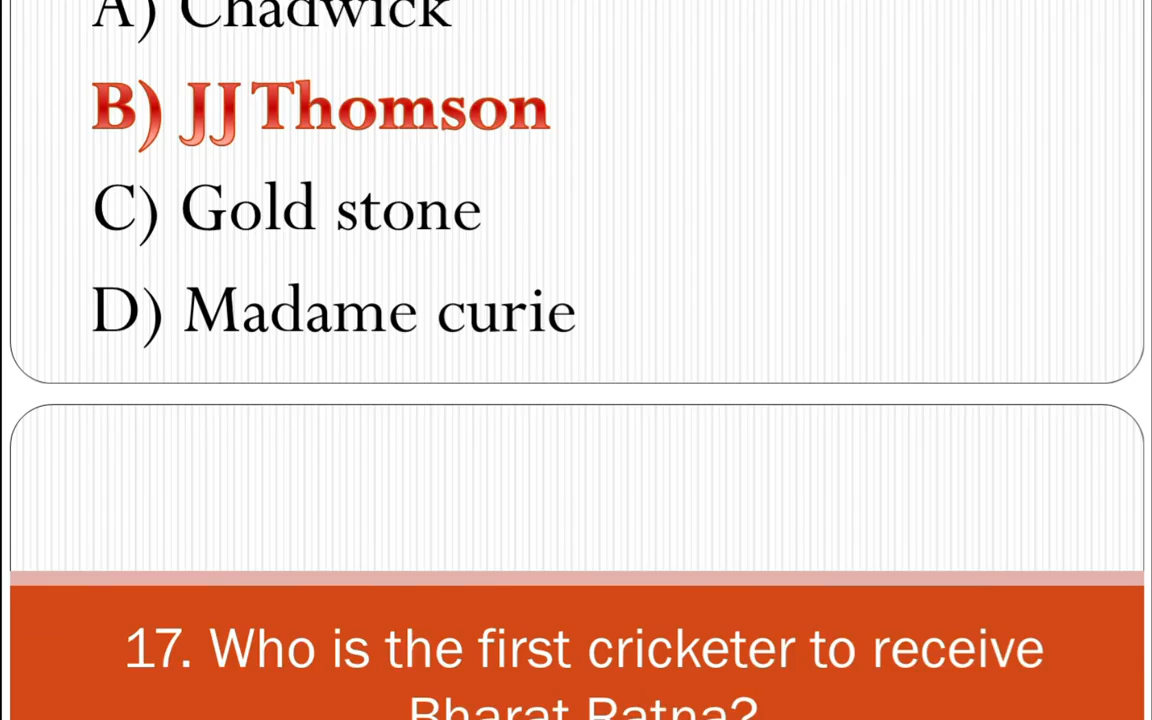 A) Chadwick
B) JJ Thomson
C) Gold stone
D) Madame curie
17. Who is the first cricketer to receive
Bharat Ratna?